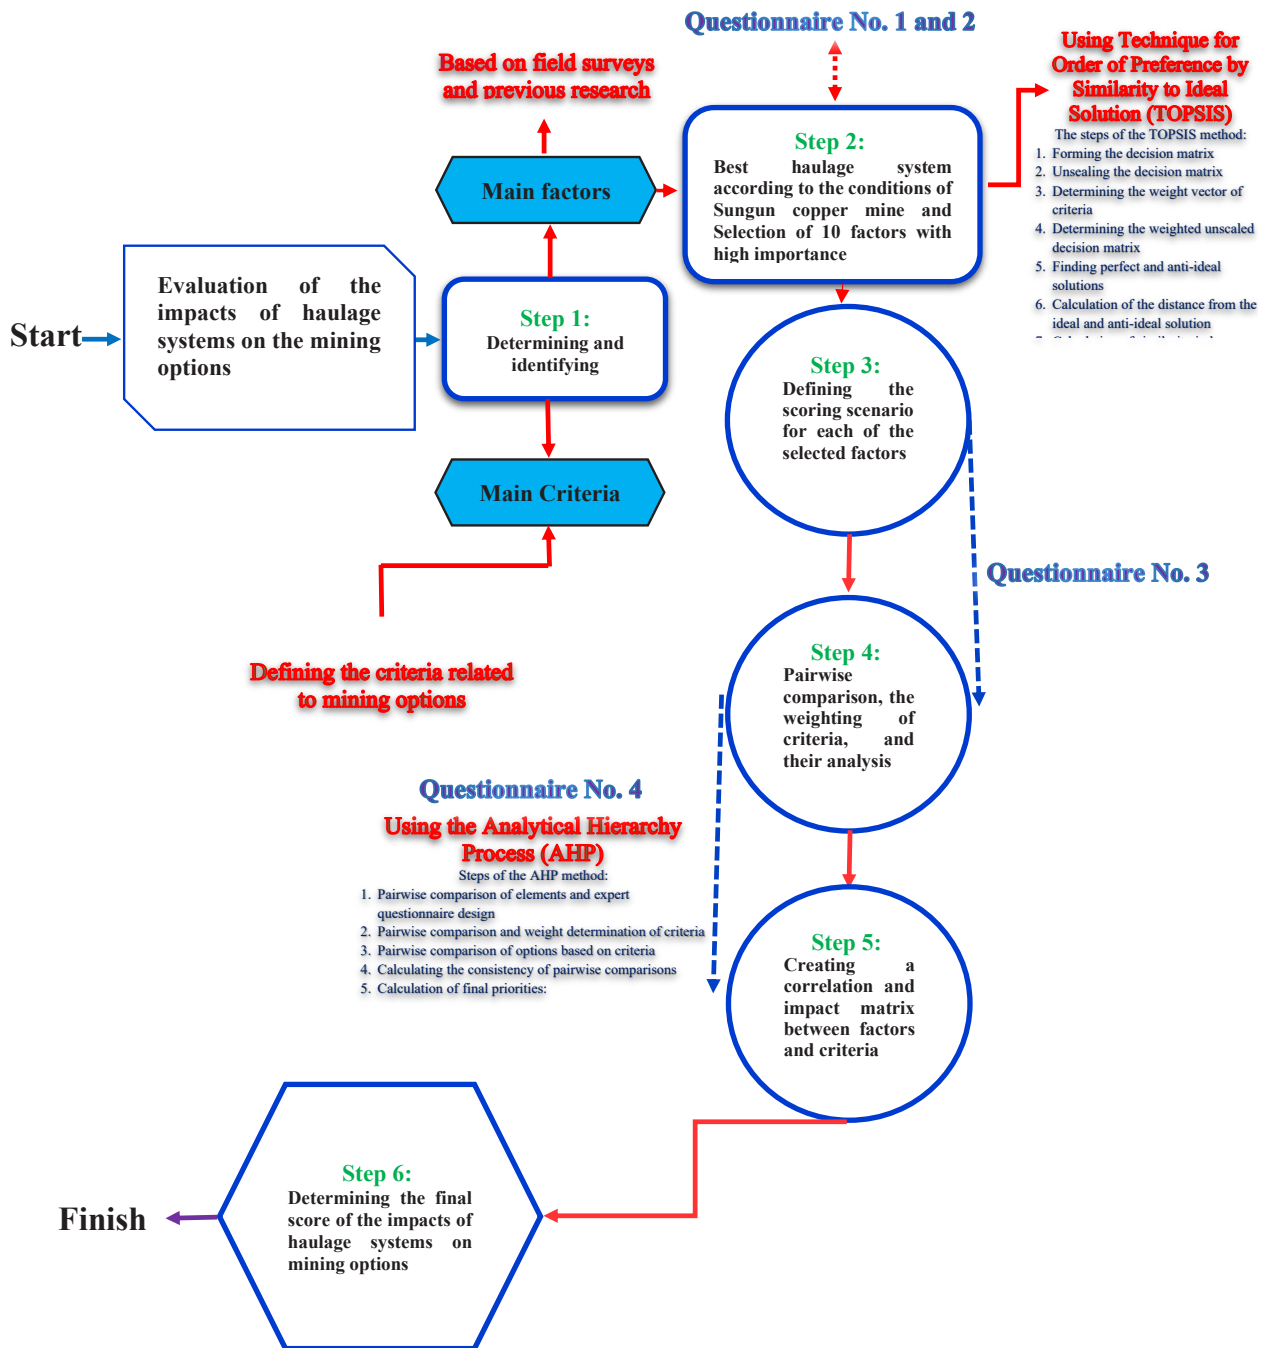 Questionnaire No. 1 and 2
Based on field surveys
and previous research
Using Technique for
Order of Preference by
Similarity to Ideal
Solution (TOPSIS)
The steps of the TOPSIS method:
1. Forming the decision matrix
2. Unsealing the decision matrix
3. Determining the weight vector of
criteria
4. Determining the weighted unscaled
decision matrix
5. Finding perfect and anti-ideal
solutions
6. Calculation of the distance from the
ideal and anti-ideal solution
Main factors
Step 2:
Best haulage system
according to the conditions of
Sungun copper mine and
Selection of 10 factors with
high importance
Start
Evaluation of the
impacts of haulage
systems on the mining
options
Step 1:
Determining and
identifying
Main Criteria
Defining the criteria related
to mining options
Step 3:
Defining the
scoring scenario
for each of the
selected factors
Questionnaire No. 3
Step 4:
Pairwise
comparison, the
weighting of
criteria, and
their analysis
Questionnaire No. 4
Using the Analytical Hierarchy
Process (AHP)
Steps of the AHP method:
1. Pairwise comparison of elements and expert
questionnaire design
2. Pairwise comparison and weight determination of criteria
3. Pairwise comparison of options based on criteria
4. Calculating the consistency of pairwise comparisons
5. Calculation of final priorities:
Step 5:
Creating a
correlation and
impact matrix
between factors
and criteria
Step 6:
Determining the final
score of the impacts of
haulage systems on
mining options
Finish